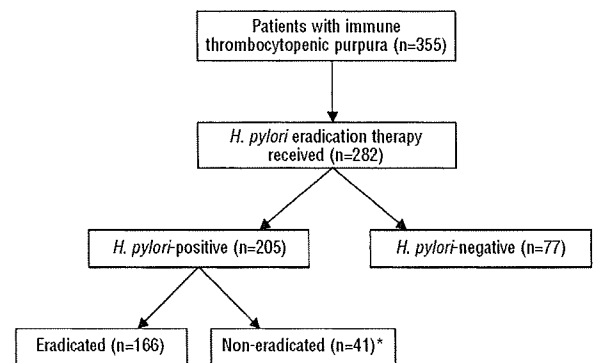 Patients with immune
thrombocytopenic purpura (n=355)
H. pylori eradication therapy
received (n=282)
H. pylori-positive (n=205)
H. pylori-negative (n=77)
Eradicated (n=166)
Non-eradicated (n=41)*